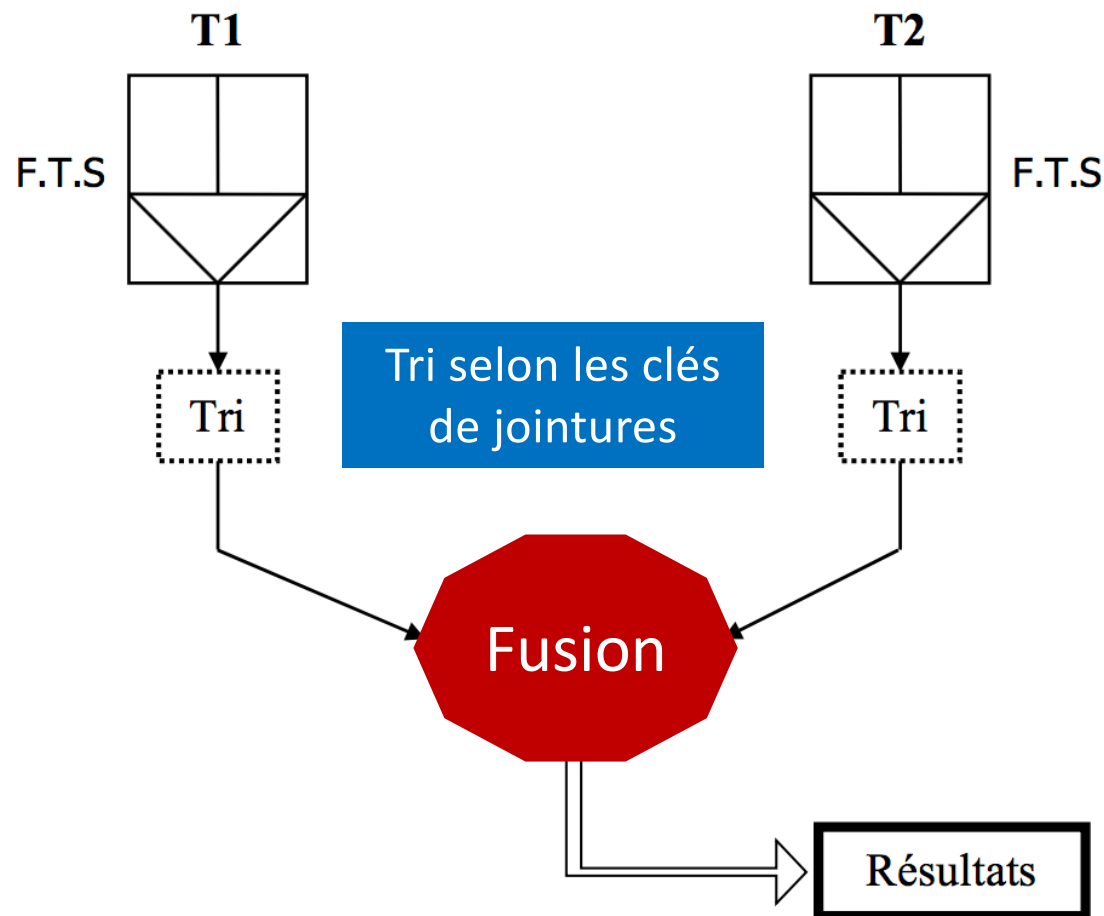 T1
T2
F.T.S
F.T.S
Tri selon les clés
de jointures
Tri
Tri
Fusion
Résultats